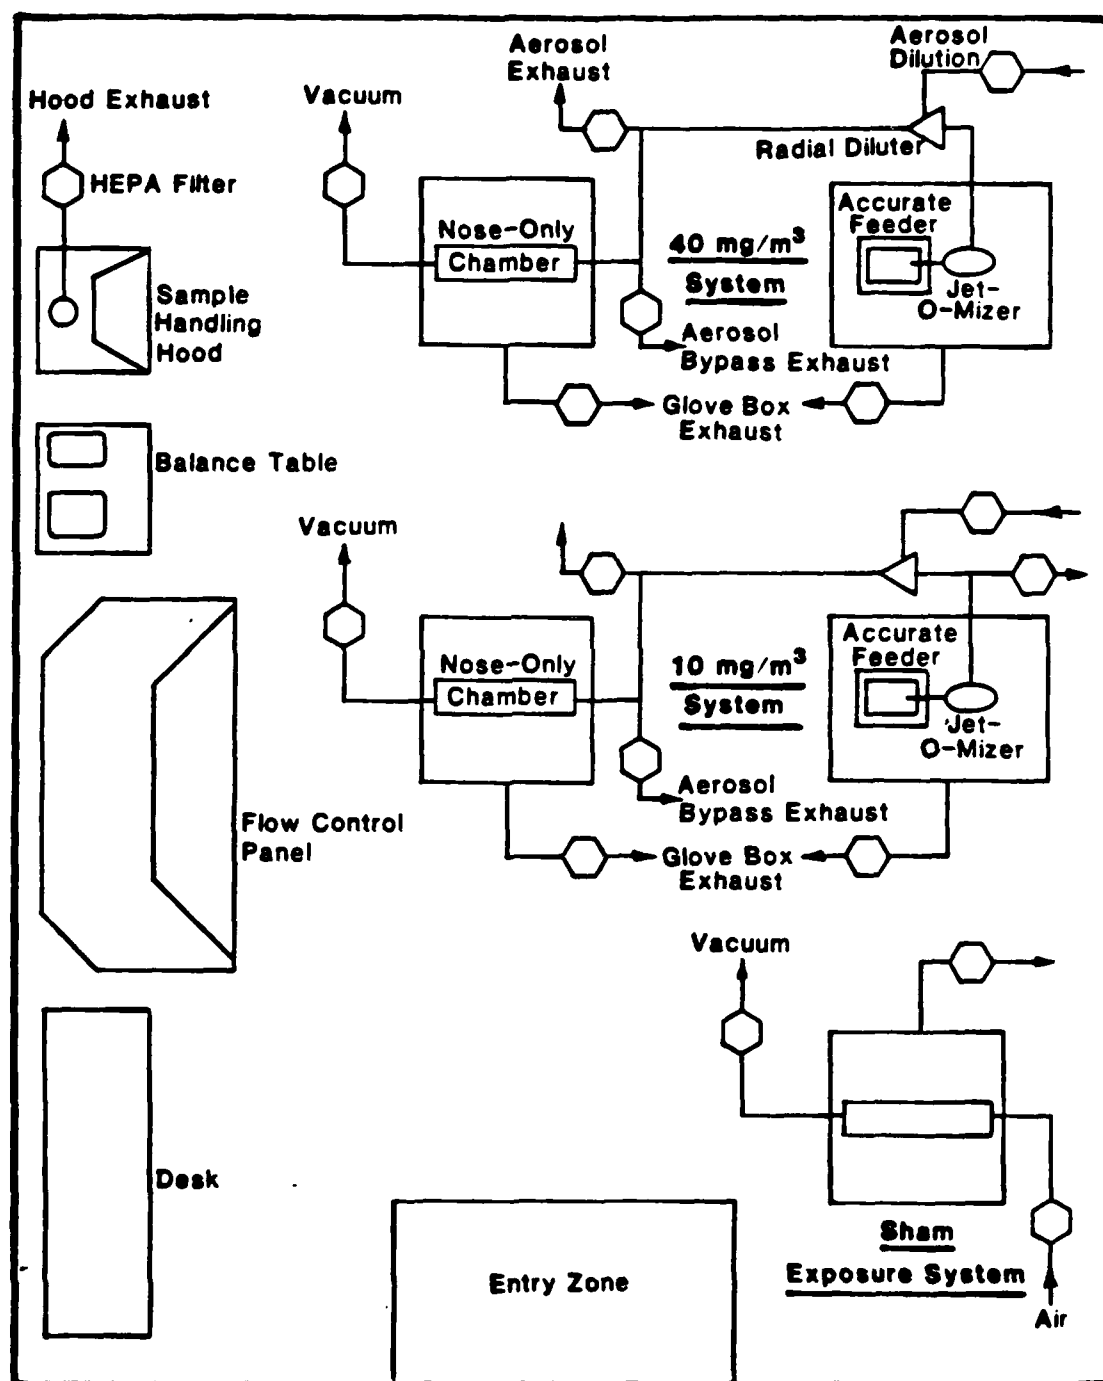 Aerosol
Exhaust
Aerosol
Dilution
Hood Exhaust
Vacuum
Radial Diluter
HEPA Filter
Nose-Only
Chamber
40 mg/m³
System
Accurate
Feeder
Jet-
O-Mizer
Sample
Handling
Hood
Aerosol
Bypass Exhaust
Glove Box
Exhaust
Balance Table
Vacuum
Nose-Only
Chamber
10 mg/m³
System
Accurate
Feeder
Jet-
O-Mizer
Aerosol
Bypass Exhaust
Flow Control
Panel
Glove Box
Exhaust
Vacuum
Desk
Sham
Exposure System
Entry Zone
Air